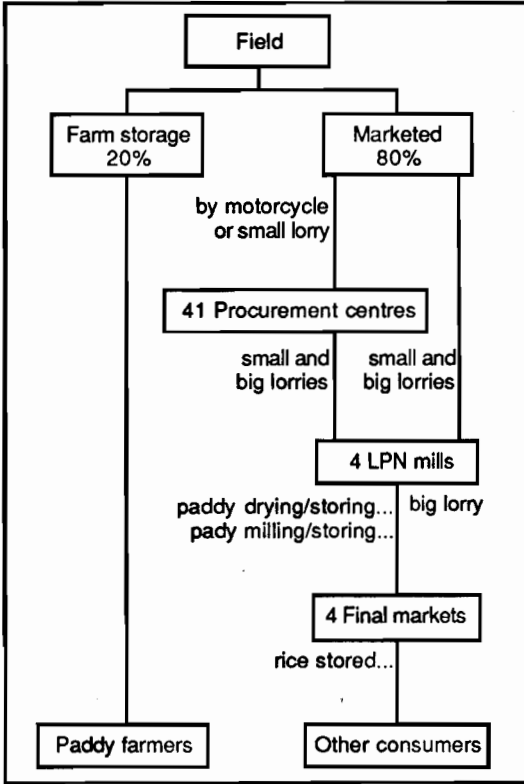 Field
Farm storage
20%
Marketed
80%
by motorcycle
or small lorry
41 Procurement centres
small and
big lorries
small and
big lorries
4 LPN mills
paddy drying/storing...
pady milling/storing...
big lorry
4 Final markets
rice stored...
Paddy farmers
Other consumers